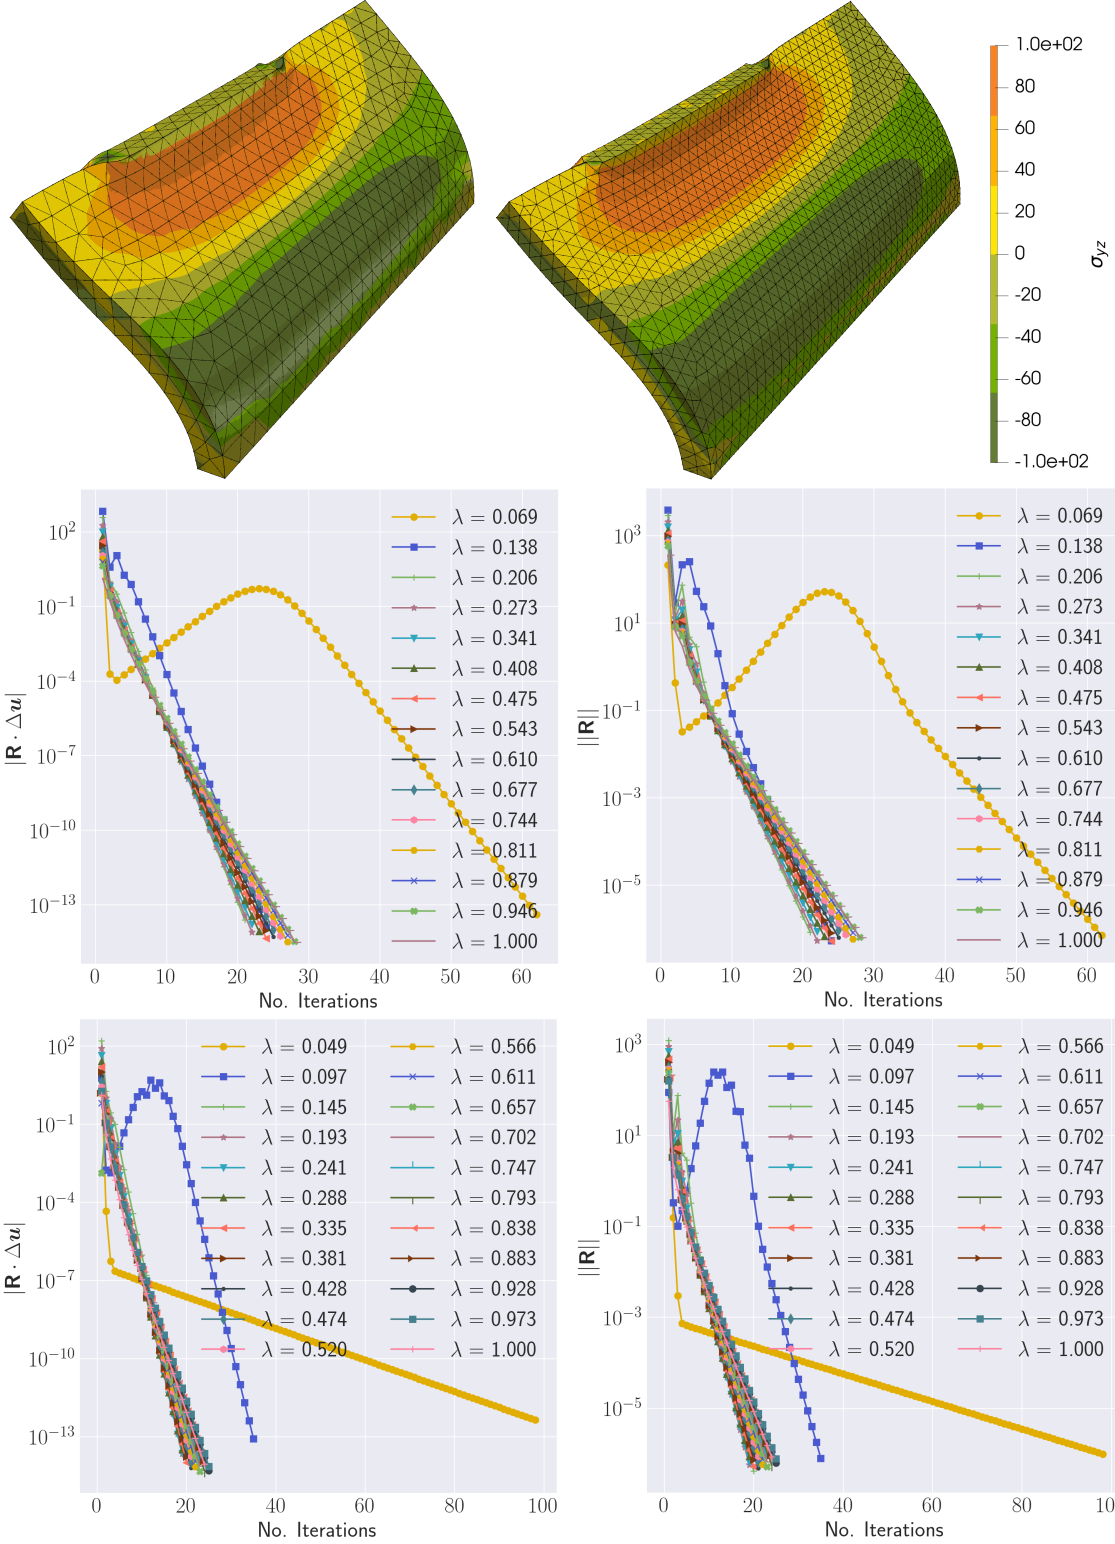 1.0e+02
80
60
40
20
0
-20
-40
-60
-80
-1.0e+02
σyz
|R · Δu|
10²
10⁻¹
10⁻⁴
10⁻⁷
10⁻¹⁰
10⁻¹³
0 10 20 30 40 50 60
No. Iterations
λ = 0.069
λ = 0.138
λ = 0.206
λ = 0.273
λ = 0.341
λ = 0.408
λ = 0.475
λ = 0.543
λ = 0.610
λ = 0.677
λ = 0.744
λ = 0.811
λ = 0.879
λ = 0.946
λ = 1.000
||R||
10³
10¹
10⁻¹
10⁻³
10⁻⁵
0 10 20 30 40 50 60
No. Iterations
λ = 0.069
λ = 0.138
λ = 0.206
λ = 0.273
λ = 0.341
λ = 0.408
λ = 0.475
λ = 0.543
λ = 0.610
λ = 0.677
λ = 0.744
λ = 0.811
λ = 0.879
λ = 0.946
λ = 1.000
|R · Δu|
10²
10⁻¹
10⁻⁴
10⁻⁷
10⁻¹⁰
10⁻¹³
0 20 40 60 80 100
No. Iterations
λ = 0.049 λ = 0.566
λ = 0.097 λ = 0.611
λ = 0.145 λ = 0.657
λ = 0.193 λ = 0.702
λ = 0.241 λ = 0.747
λ = 0.288 λ = 0.793
λ = 0.335 λ = 0.838
λ = 0.381 λ = 0.883
λ = 0.428 λ = 0.928
λ = 0.474 λ = 0.973
λ = 0.520 λ = 1.000
||R||
10³
10¹
10⁻¹
10⁻³
10⁻⁵
0 20 40 60 80
No. Iterations
λ = 0.049 λ = 0.566
λ = 0.097 λ = 0.611
λ = 0.145 λ = 0.657
λ = 0.193 λ = 0.702
λ = 0.241 λ = 0.747
λ = 0.288 λ = 0.793
λ = 0.335 λ = 0.838
λ = 0.381 λ = 0.883
λ = 0.428 λ = 0.928
λ = 0.474 λ = 0.973
λ = 0.520 λ = 1.000